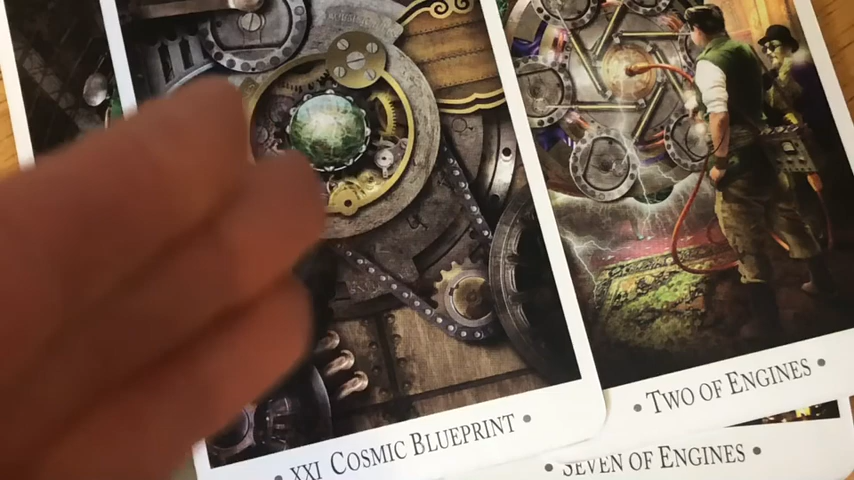 • XXI COSMIC BLUEPRINT •
• TWO OF ENGINES •
• SEVEN OF ENGINES •